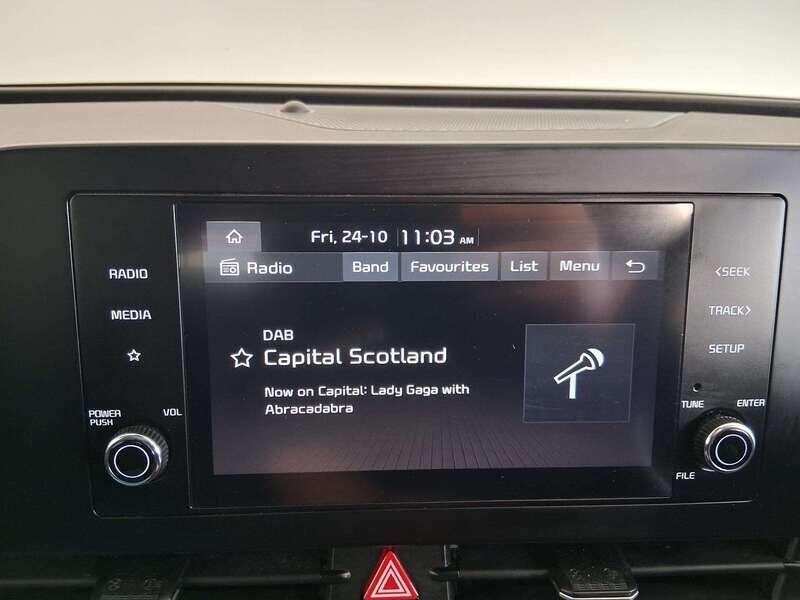 Fri, 24-10 11:03 AM
RADIO
MEDIA
POWER
PUSH
VOL
Radio Band Favourites List Menu
DAB
Capital Scotland
Now on Capital: Lady Gaga with
Abracadabra
<SEEK
TRACK>
SETUP
TUNE
ENTER
FILE